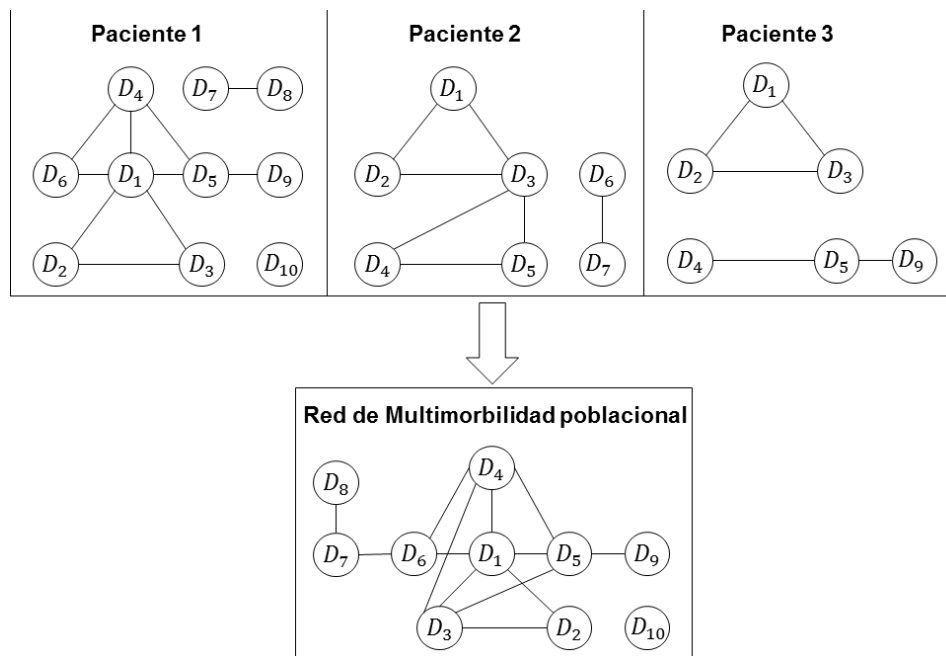 Paciente 1
D4 D7 D8
D6 D1 D5 D9
D2 D3 D10
Paciente 2
D1
D2 D3 D6
D4 D5 D7
Paciente 3
D1
D2 D3
D4 D5 D9
Red de Multimorbilidad poblacional
D4
D8
D7 D6 D1 D5 D9
D3 D2 D10